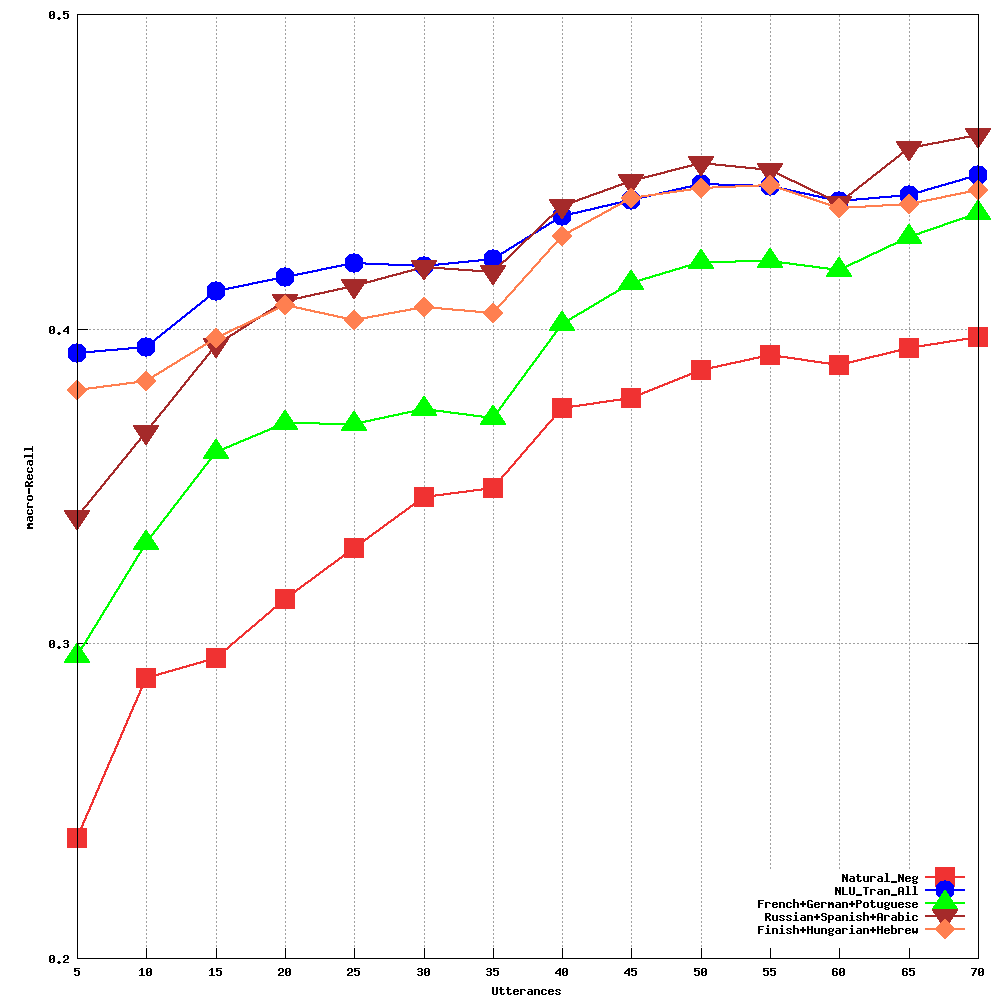 0.5
0.4
0.3
0.2
macro-Recall
5 10 15 20 25 30 35 40 45 50 55 60 65 70
Utterances
Natural_Neg
NLU_Tran_All
French+German+Potuguese
Russian+Spanish+Arabic
Finish+Hungarian+Hebrew